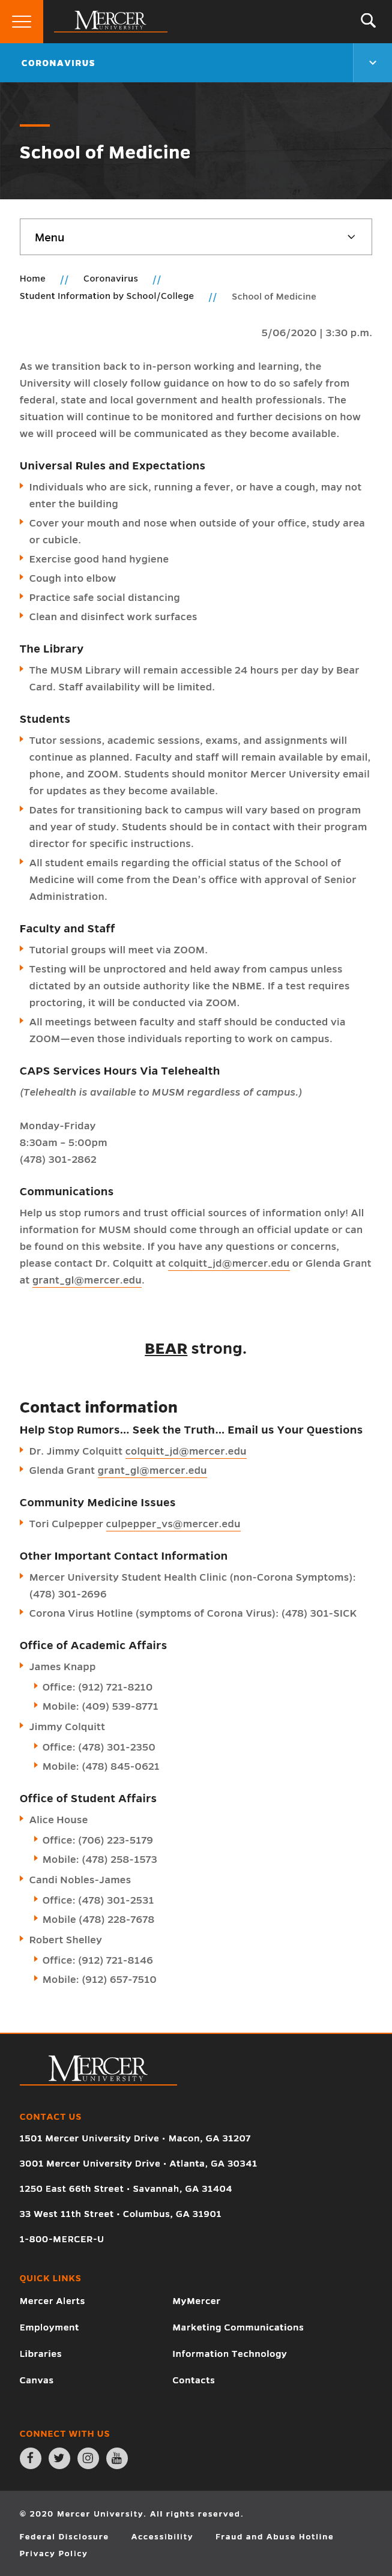 MERCER
UNIVERSITY
CORONAVIRUS
School of Medicine
Menu
Home // Coronavirus //
Student Information by School/College // School of Medicine
5/06/2020 | 3:30 p.m.
As we transition back to in-person working and learning, the
University will closely follow guidance on how to do so safely from
federal, state and local government and health professionals. The
situation will continue to be monitored and further decisions on how
we will proceed will be communicated as they become available.
Universal Rules and Expectations
Individuals who are sick, running a fever, or have a cough, may not
enter the building
Cover your mouth and nose when outside of your office, study area
or cubicle.
Exercise good hand hygiene
Cough into elbow
Practice safe social distancing
Clean and disinfect work surfaces
The Library
The MUSM Library will remain accessible 24 hours per day by Bear
Card. Staff availability will be limited.
Students
Tutor sessions, academic sessions, exams, and assignments will
continue as planned. Faculty and staff will remain available by email,
phone, and ZOOM. Students should monitor Mercer University email
for updates as they become available.
Dates for transitioning back to campus will vary based on program
and year of study. Students should be in contact with their program
director for specific instructions.
All student emails regarding the official status of the School of
Medicine will come from the Dean's office with approval of Senior
Administration.
Faculty and Staff
Tutorial groups will meet via ZOOM.
Testing will be unproctored and held away from campus unless
dictated by an outside authority like the NBME. If a test requires
proctoring, it will be conducted via ZOOM.
All meetings between faculty and staff should be conducted via
ZOOM—even those individuals reporting to work on campus.
CAPS Services Hours Via Telehealth
(Telehealth is available to MUSM regardless of campus.)
Monday-Friday
8:30am – 5:00pm
(478) 301-2862
Communications
Help us stop rumors and trust official sources of information only! All
information for MUSM should come through an official update or can
be found on this website. If you have any questions or concerns,
please contact Dr. Colquitt at colquitt_jd@mercer.edu or Glenda Grant
at grant_gl@mercer.edu.
BEAR strong.
Contact information
Help Stop Rumors... Seek the Truth... Email us Your Questions
Dr. Jimmy Colquitt colquitt_jd@mercer.edu
Glenda Grant grant_gl@mercer.edu
Community Medicine Issues
Tori Culpepper culpepper_vs@mercer.edu
Other Important Contact Information
Mercer University Student Health Clinic (non-Corona Symptoms):
(478) 301-2696
Corona Virus Hotline (symptoms of Corona Virus): (478) 301-SICK
Office of Academic Affairs
James Knapp
Office: (912) 721-8210
Mobile: (409) 539-8771
Jimmy Colquitt
Office: (478) 301-2350
Mobile: (478) 845-0621
Office of Student Affairs
Alice House
Office: (706) 223-5179
Mobile: (478) 258-1573
Candi Nobles-James
Office: (478) 301-2531
Mobile (478) 228-7678
Robert Shelley
Office: (912) 721-8146
Mobile: (912) 657-7510
MERCER
UNIVERSITY
CONTACT US
1501 Mercer University Drive • Macon, GA 31207
3001 Mercer University Drive • Atlanta, GA 30341
1250 East 66th Street • Savannah, GA 31404
33 West 11th Street • Columbus, GA 31901
1-800-MERCER-U
QUICK LINKS
Mercer Alerts MyMercer
Employment Marketing Communications
Libraries Information Technology
Canvas Contacts
CONNECT WITH US
You Tube
© 2020 Mercer University. All rights reserved.
Federal Disclosure Accessibility Fraud and Abuse Hotline
Privacy Policy